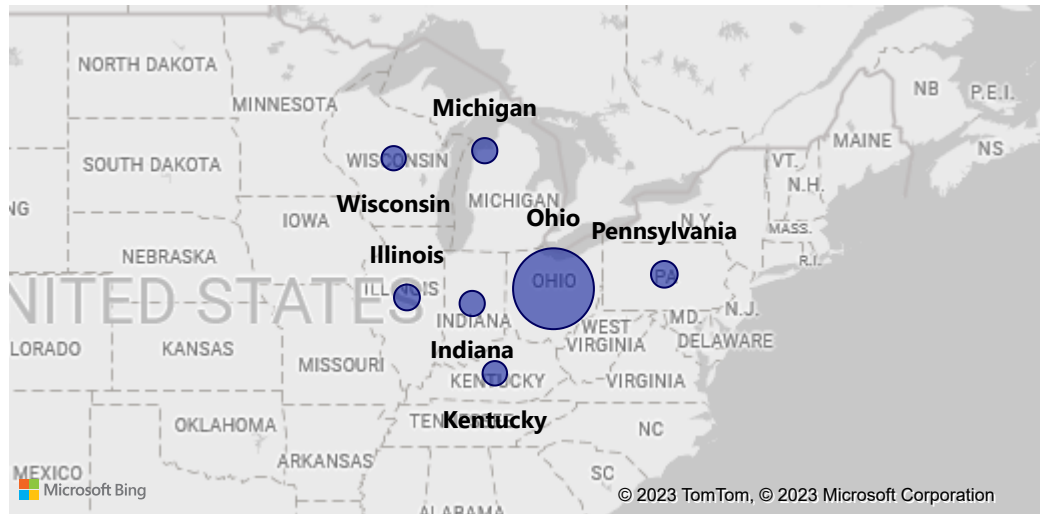 NORTH DAKOTA
MINNESOTA
Michigan
NB
P.E.I.
MAINE
NS
SOUTH DAKOTA
WISCONSIN
VT.
N.H.
NG
Wisconsin
MICHIGAN
IOWA
Ohio
N.Y.
Pennsylvania
MASS.
R.I.
NEBRASKA
Illinois
ILLINOIS
OHIO
PA
NITED STATES
INDIANA
MD.
N.J.
WEST
VIRGINIA
DELAWARE
LORADO
KANSAS
Indiana
MISSOURI
KENTUCKY
VIRGINIA
Kentucky
TENNESSEE
OKLAHOMA
NC
ARKANSAS
SC
MEXICO
Microsoft Bing
ALABAMA
© 2023 TomTom, © 2023 Microsoft Corporation